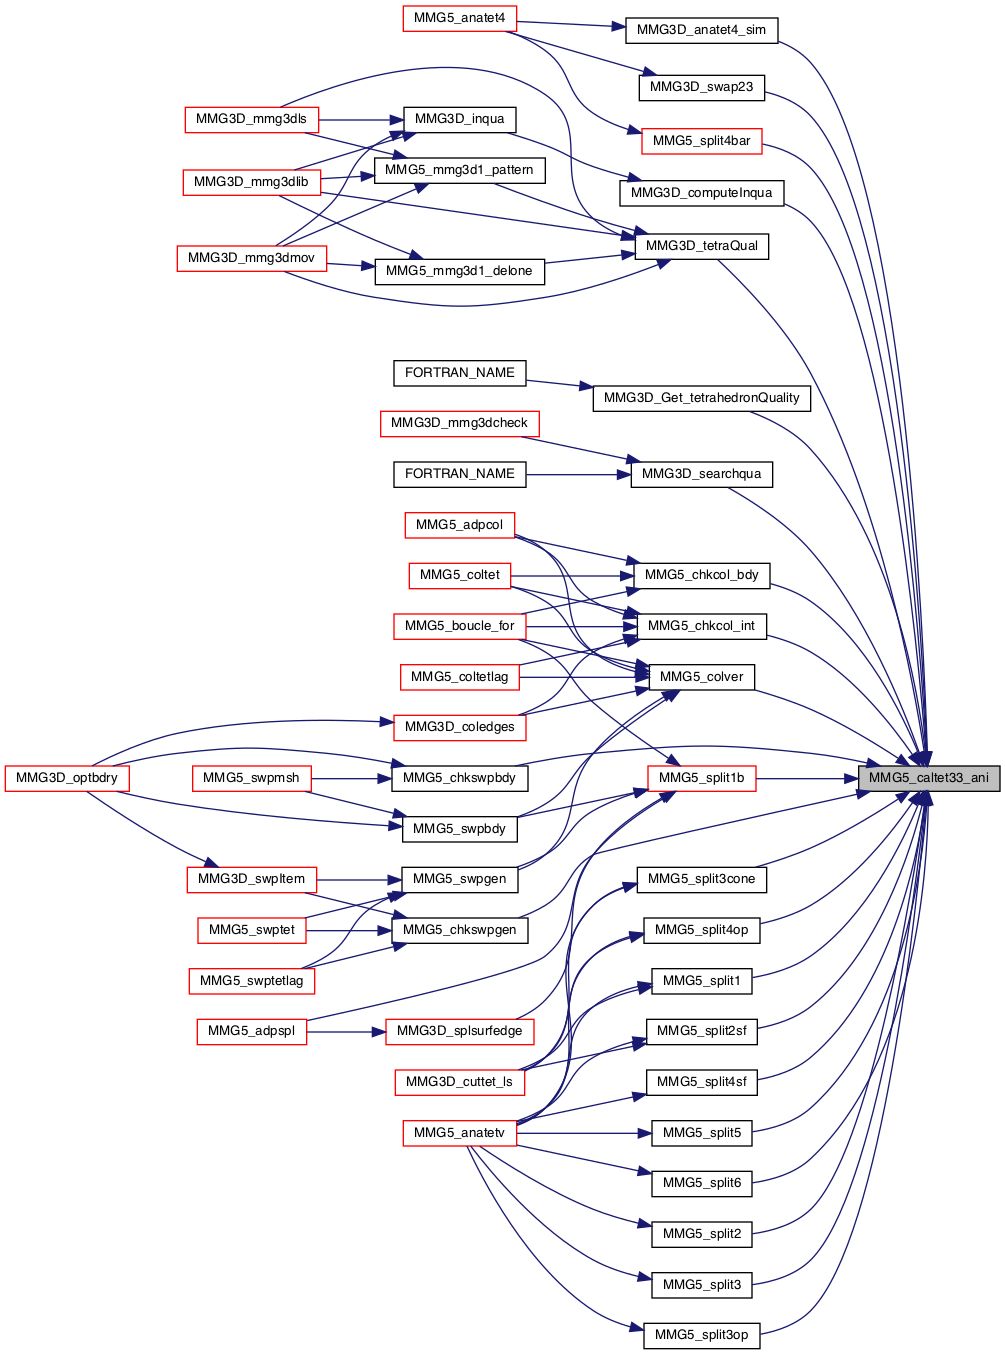 MMG5_anatet4
MMG3D_anatet4_sim
MMG3D_swap23
MMG3D_mmg3dls
MMG3D_inqua
MMG5_split4bar
MMG5_mmg3d1_pattern
MMG3D_mmg3dlib
MMG3D_computeInqua
MMG3D_tetraQual
MMG3D_mmg3dmov
MMG5_mmg3d1_delone
FORTRAN_NAME
MMG3D_Get_tetrahedronQuality
MMG3D_mmg3dcheck
FORTRAN_NAME
MMG3D_searchqua
MMG5_adpcol
MMG5_coltet
MMG5_chkcol_bdy
MMG5_boucle_for
MMG5_chkcol_int
MMG5_coltetlag
MMG5_colver
MMG3D_coledges
MMG3D_optbdry
MMG5_swpmsh
MMG5_chkswpbdy
MMG5_split1b
MMG5_caltet33_ani
MMG5_swpbdy
MMG3D_swpItem
MMG5_swpgen
MMG5_split3cone
MMG5_swptet
MMG5_chkswpgen
MMG5_split4op
MMG5_swptetlag
MMG5_split1
MMG5_adpspl
MMG3D_splsurfedge
MMG5_split2sf
MMG3D_cuttet_ls
MMG5_split4sf
MMG5_anatetv
MMG5_split5
MMG5_split6
MMG5_split2
MMG5_split3
MMG5_split3op